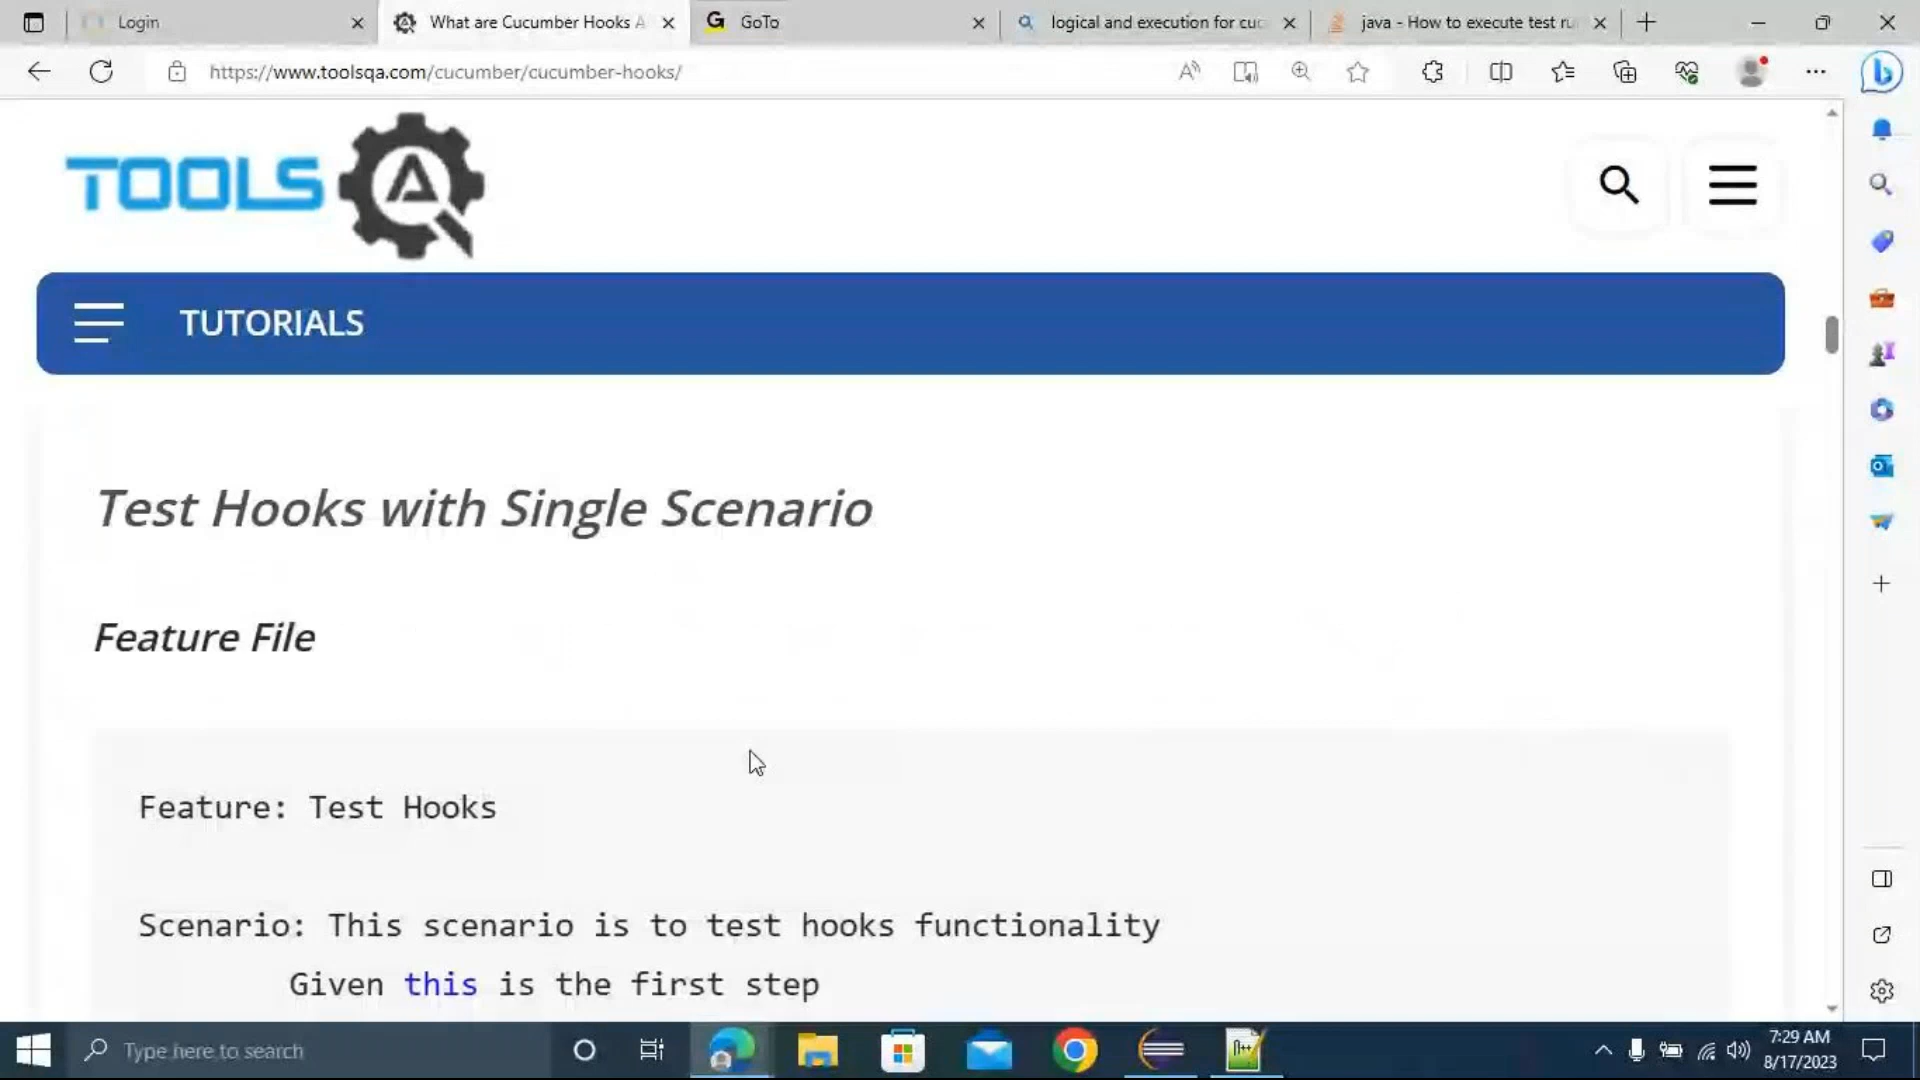 Login
What are Cucumber Hooks A
GoTo
logical and execution for cuc
java - How to execute test ru
https://www.toolsqa.com/cucumber/cucumber-hooks/
TOOLS
TUTORIALS
Test Hooks with Single Scenario
Feature File
Feature: Test Hooks
Scenario: This scenario is to test hooks functionality
Given this is the first step
Type here to search
7:29 AM
8/17/2023